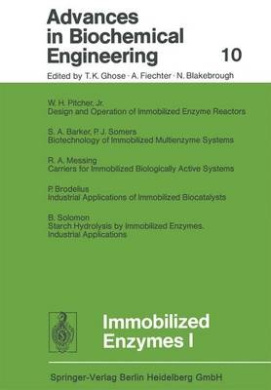 Advances
in Biochemical
Engineering
10
Edited by T. K. Ghose · A. Fiechter · N. Blakebrough
W. H. Pitcher, Jr.
Design and Operation of Immobilized Enzyme Reactors
S. A. Barker, P. J. Somers
Biotechnology of Immobilized Multienzyme Systems
R. A. Messing
Carriers for Immobilized Biologically Active Systems
P. Brodelius
Industrial Applications of Immobilized Biocatalysts
B. Solomon
Starch Hydrolysis by Immobilized Enzymes.
Industrial Applications
Immobilized
Enzymes I
Springer-Verlag Berlin Heidelberg GmbH